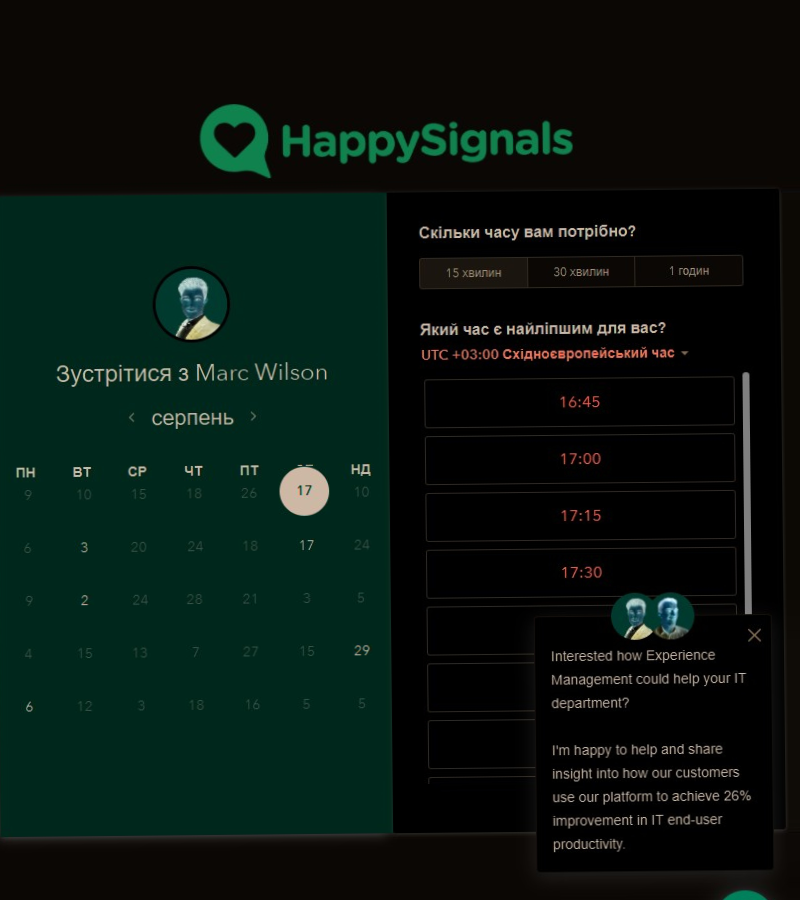 HappySignals
Зустрітися з Marc Wilson
серпень
ПН ВТ СР ЧТ ПТ НД
9 10 15 18 26 17 10
6 3 20 24 18 17 24
9 2 24 28 21 3 5
4 15 13 7 27 15 29
6 12 3 18 16 5 5
Скільки часу вам потрібно?
15 хвилин 30 хвилин 1 годин
Який час є найліпшим для вас?
UTC +03:00 Східноєвропейський час
16:45
17:00
17:15
17:30
Interested how Experience
Management could help your IT
department?
I'm happy to help and share
insight into how our customers
use our platform to achieve 26%
improvement in IT end-user
productivity.